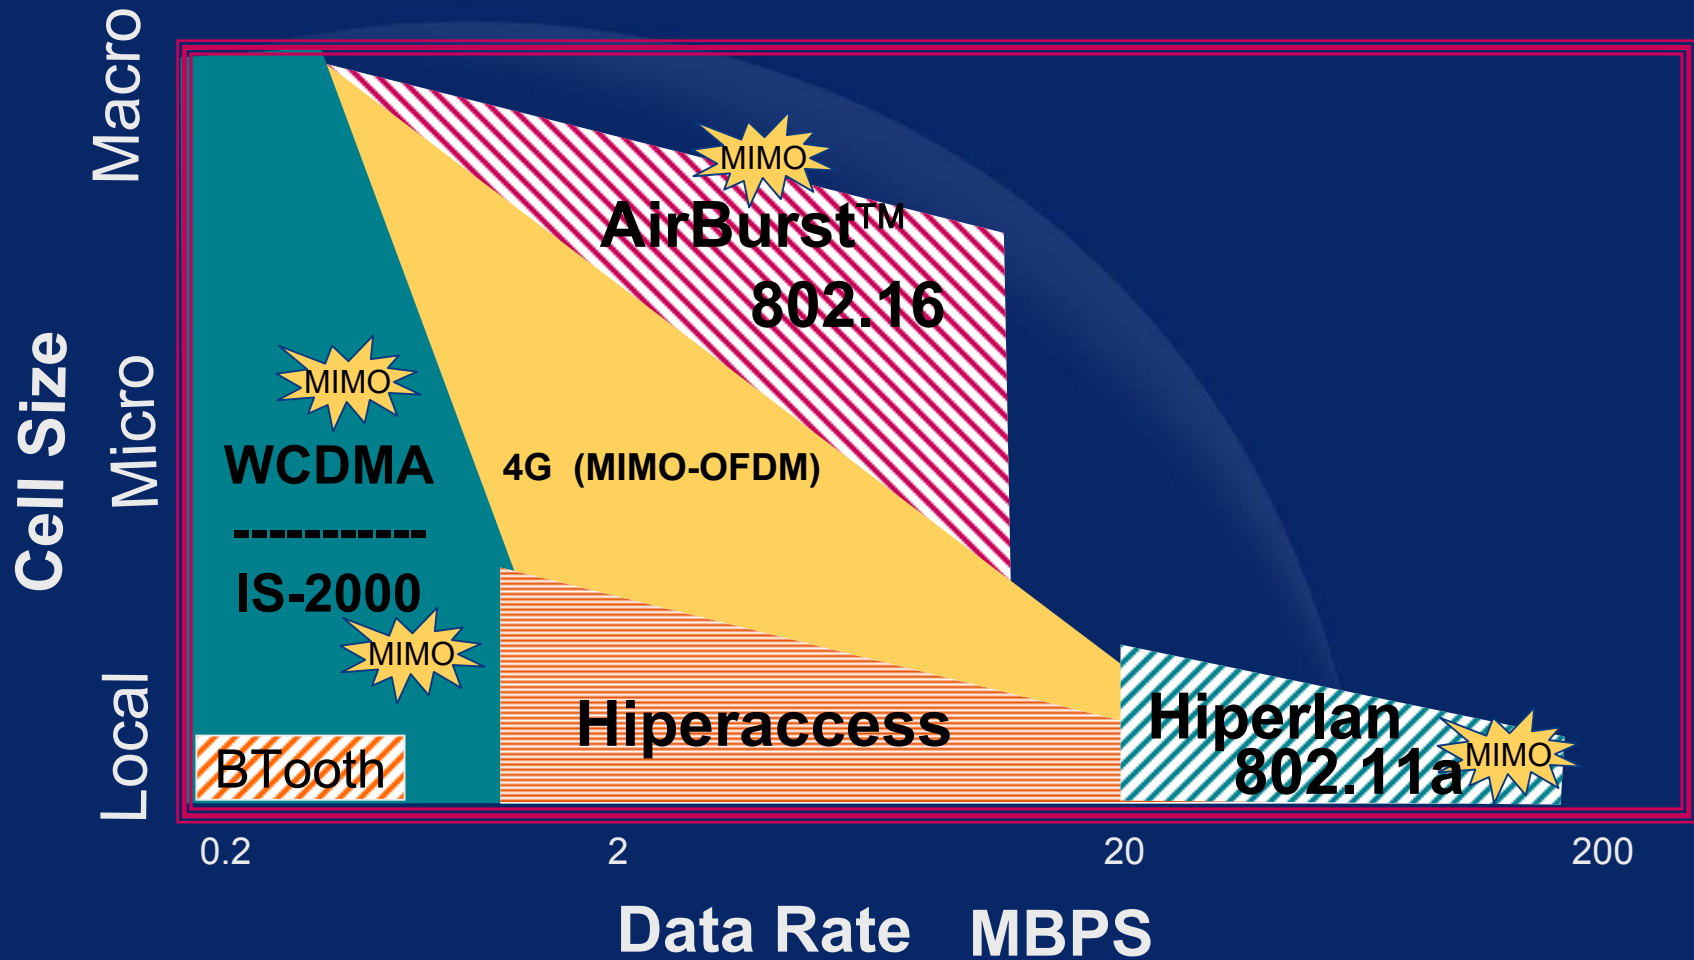 Macro
MIMO
AirBurst™
802.16
Cell Size
Micro
MIMO
WCDMA
-----------
IS-2000
4G (MIMO-OFDM)
MIMO
Local
Hiperaccess
Hiperlan
802.11a
MIMO
BTooth
0.2 2 20 200
Data Rate MBPS